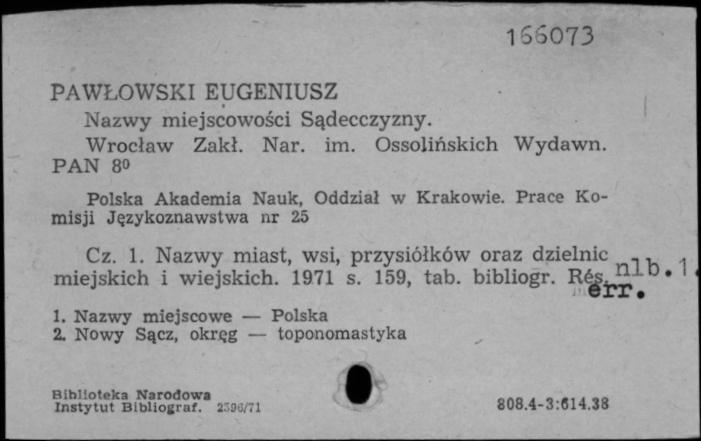 166073
PAWŁOWSKI EUGENIUSZ
Nazwy miejscowości Sądecczyzny.
Wrocław Zakł. Nar. im. Ossolińskich Wydawn.
PAN 8º
Polska Akademia Nauk, Oddział w Krakowie. Prace Ko-
misji Językoznawstwa nr 25
Cz. 1. Nazwy miast, wsi, przysiółków oraz dzielnic
miejskich i wiejskich. 1971 s. 159, tab. bibliogr. Rés. nlb. 1.
err.
1. Nazwy miejscowe — Polska
2. Nowy Sącz, okręg — toponomastyka
Biblioteka Narodowa
Instytut Bibliograf. 2596/71
808.4-3:614.38